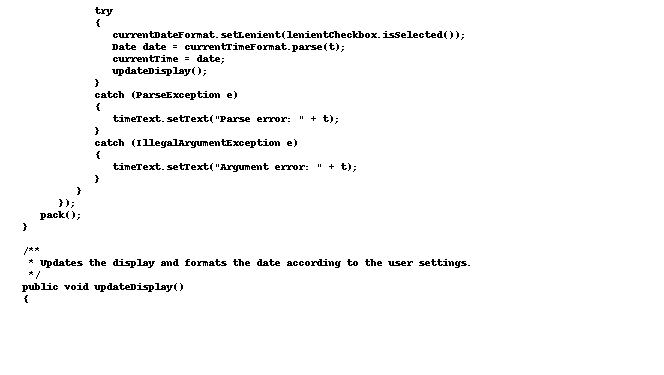 try
{
currentDateFormat.setLenient(lenientCheckbox.isSelected());
Date date = currentTimeFormat.parse(t);
currentTime = date;
updateDisplay();
}
catch (ParseException e)
{
timeText.setText("Parse error: " + t);
}
catch (IllegalArgumentException e)
{
timeText.setText("Argument error: " + t);
}
}
});
pack();
}
/**
* Updates the display and formats the date according to the user settings.
*/
public void updateDisplay()
{